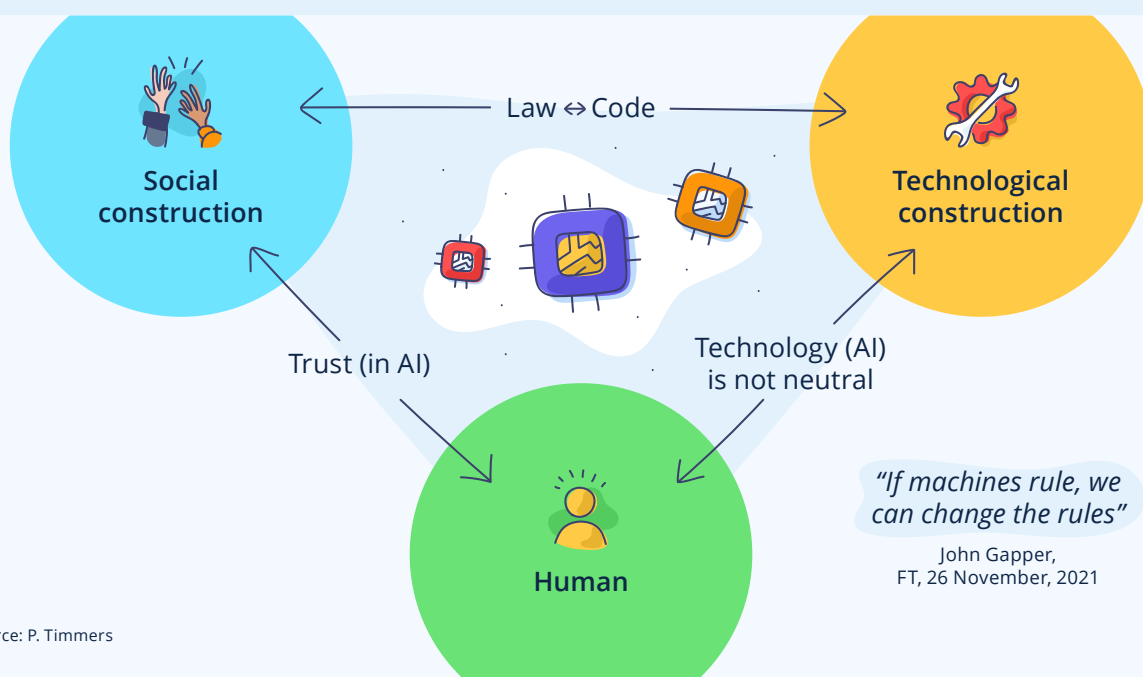 Law ↔ Code
Social
construction
Technological
construction
Trust (in AI)
Technology (AI)
is not neutral
Human
“If machines rule, we
can change the rules”
John Gapper,
FT, 26 November, 2021
rce: P. Timmers